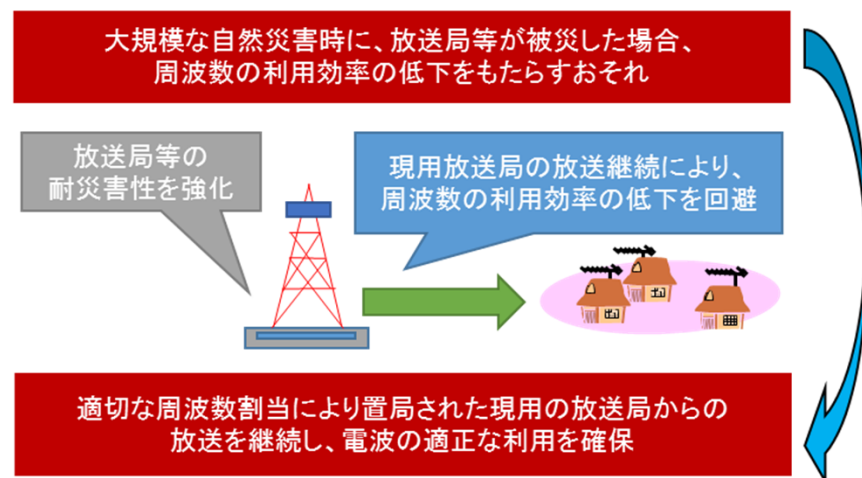 大規模な自然災害時に、放送局等が被災した場合、
周波数の利用効率の低下をもたらすおそれ
放送局等の
耐災害性を強化
現用放送局の放送継続により、
周波数の利用効率の低下を回避
適切な周波数割当により置局された現用の放送局からの
放送を継続し、電波の適正な利用を確保